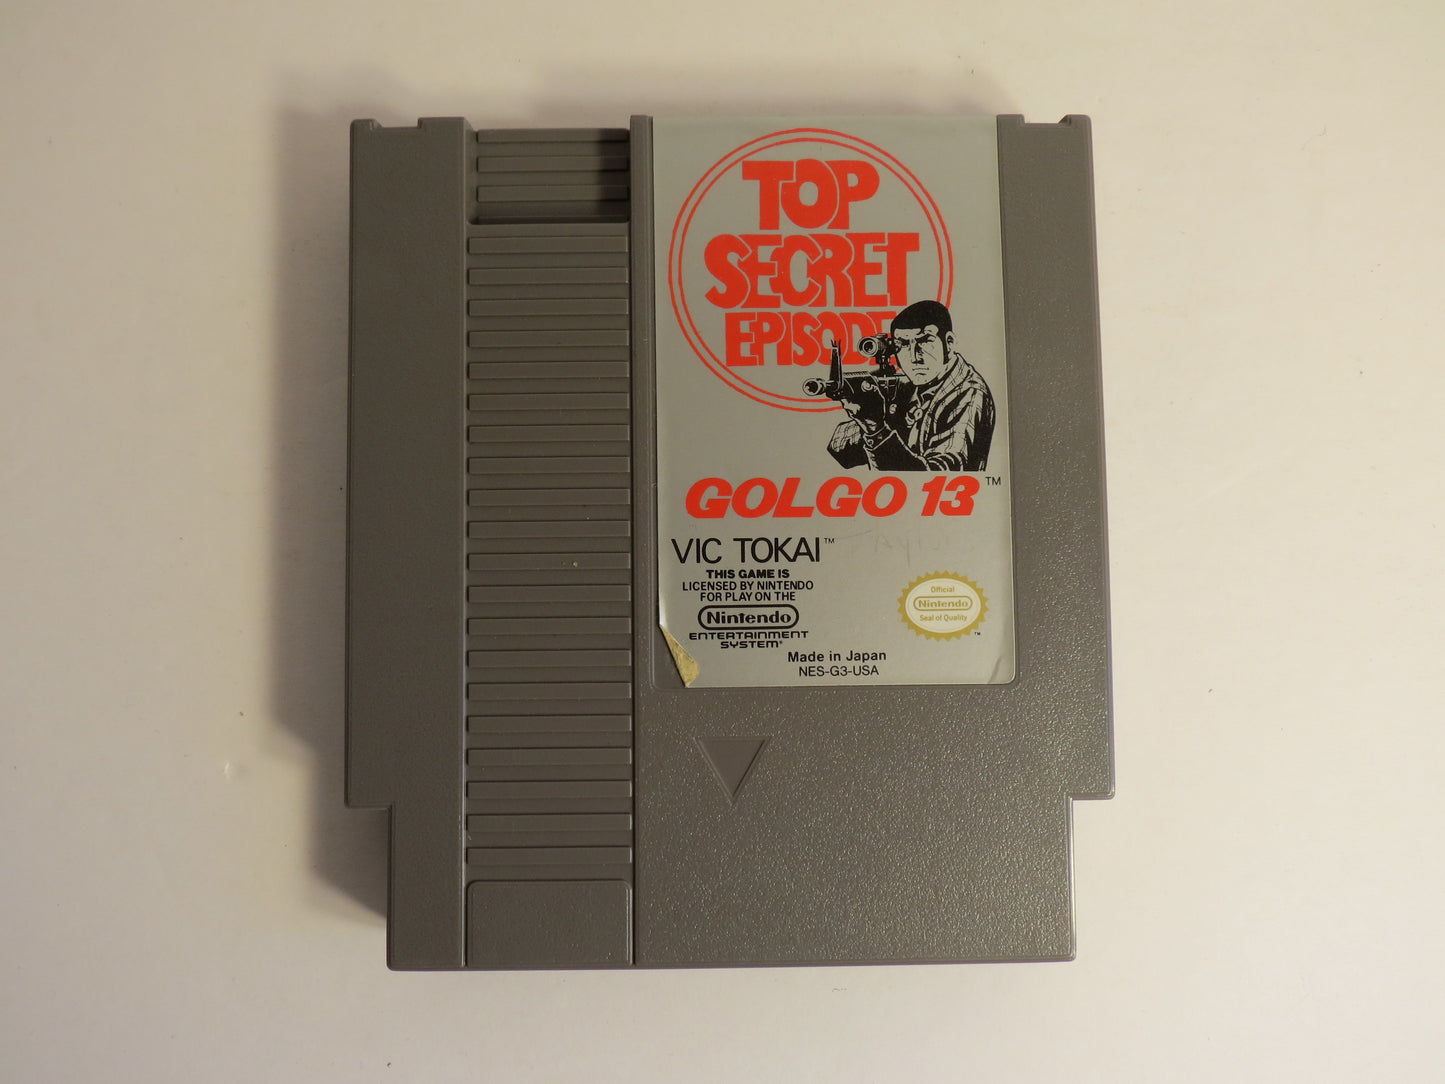 TOP
SECRET
EPISODE
GOLGO 13™
VIC TOKAI™
THIS GAME IS
LICENSED BY NINTENDO
FOR PLAY ON THE
Nintendo
ENTERTAINMENT
SYSTEM®
Official
Nintendo
Seal of Quality
™
Made in Japan
NES-G3-USA